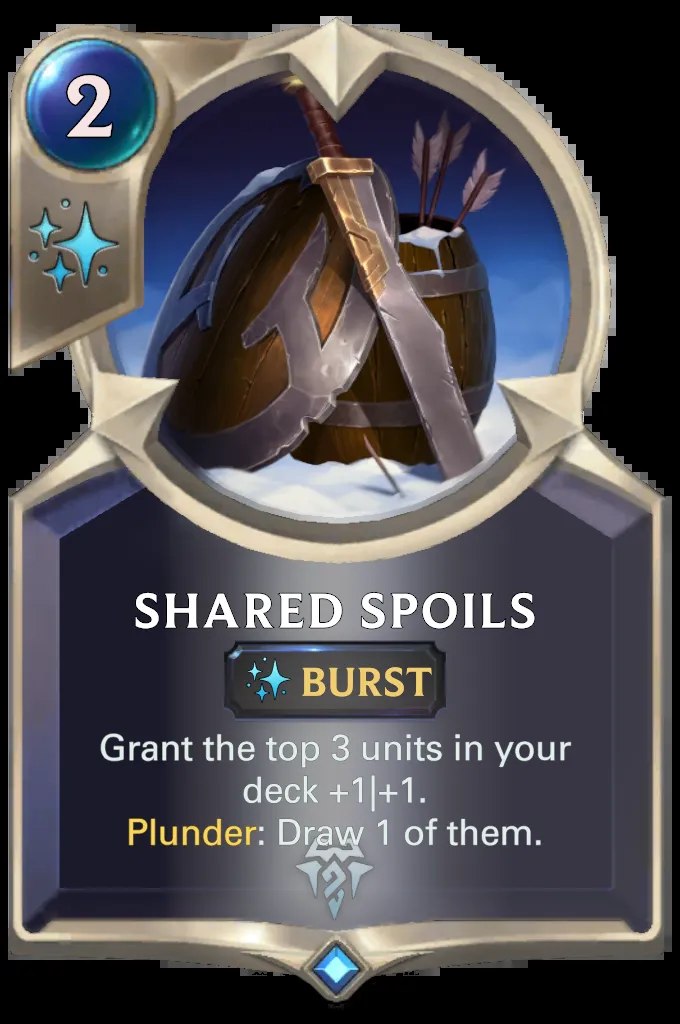 2
SHARED SPOILS
BURST
Grant the top 3 units in your
deck +1|+1.
Plunder: Draw 1 of them.